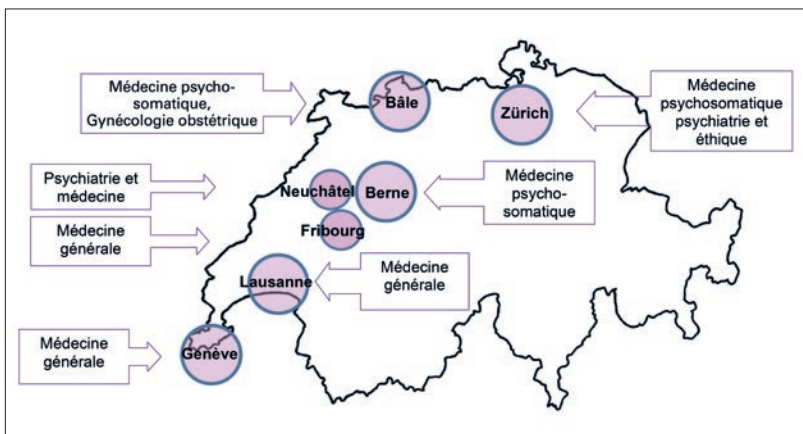 Médecine psycho-
somatique,
Gynécologie obstétrique
Bâle
Zürich
Médecine
psychosomatique
psychiatrie et
éthique
Psychiatrie et
médecine
Neuchâtel
Berne
Médecine
psycho-
somatique
Médecine
générale
Fribourg
Lausanne
Médecine
générale
Médecine
générale
Genève